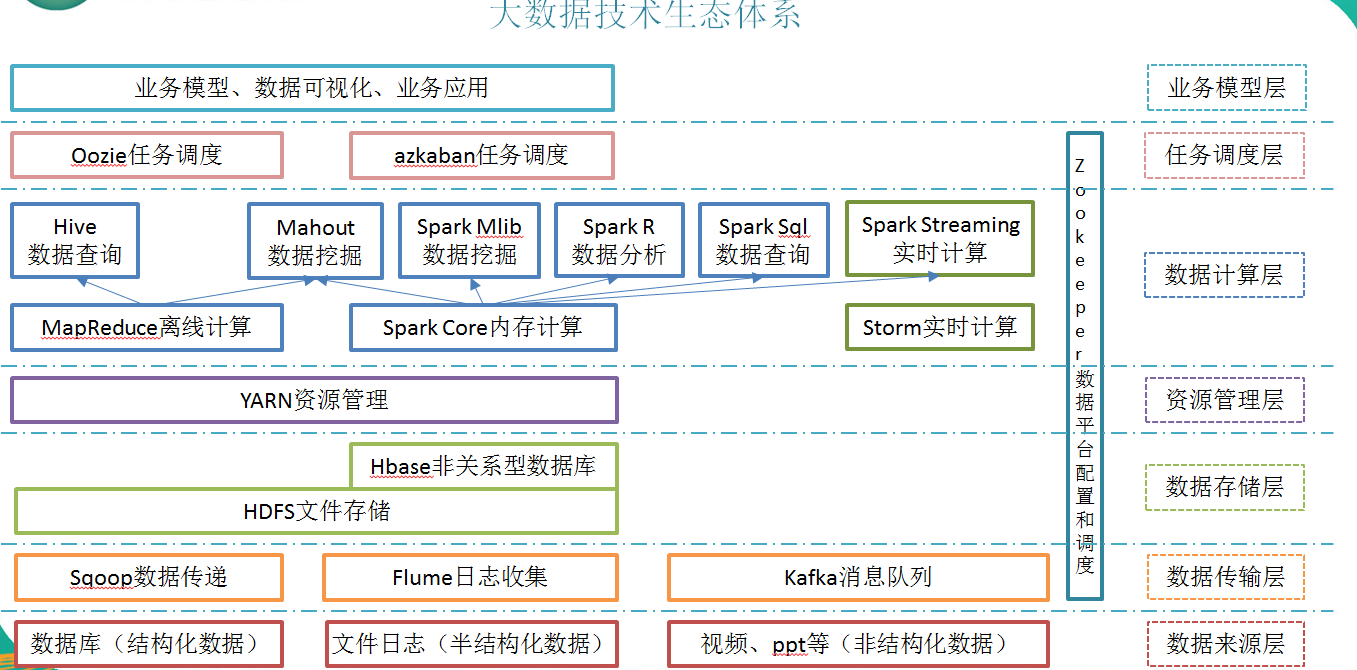 大数据技术生态体系
业务模型、数据可视化、业务应用
业务模型层
Oozie任务调度
azkaban任务调度
任务调度层
Hive
数据查询
Mahout
数据挖掘
Spark Mlib
数据挖掘
Spark R
数据分析
Spark Sql
数据查询
Spark Streaming
实时计算
数据计算层
MapReduce离线计算
Spark Core内存计算
Storm实时计算
Zookeeper数据平台配置和调度
YARN资源管理
资源管理层
Hbase非关系型数据库
HDFS文件存储
数据存储层
Sqoop数据传递
Flume日志收集
Kafka消息队列
数据传输层
数据库（结构化数据）
文件日志（半结构化数据）
视频、ppt等（非结构化数据）
数据来源层